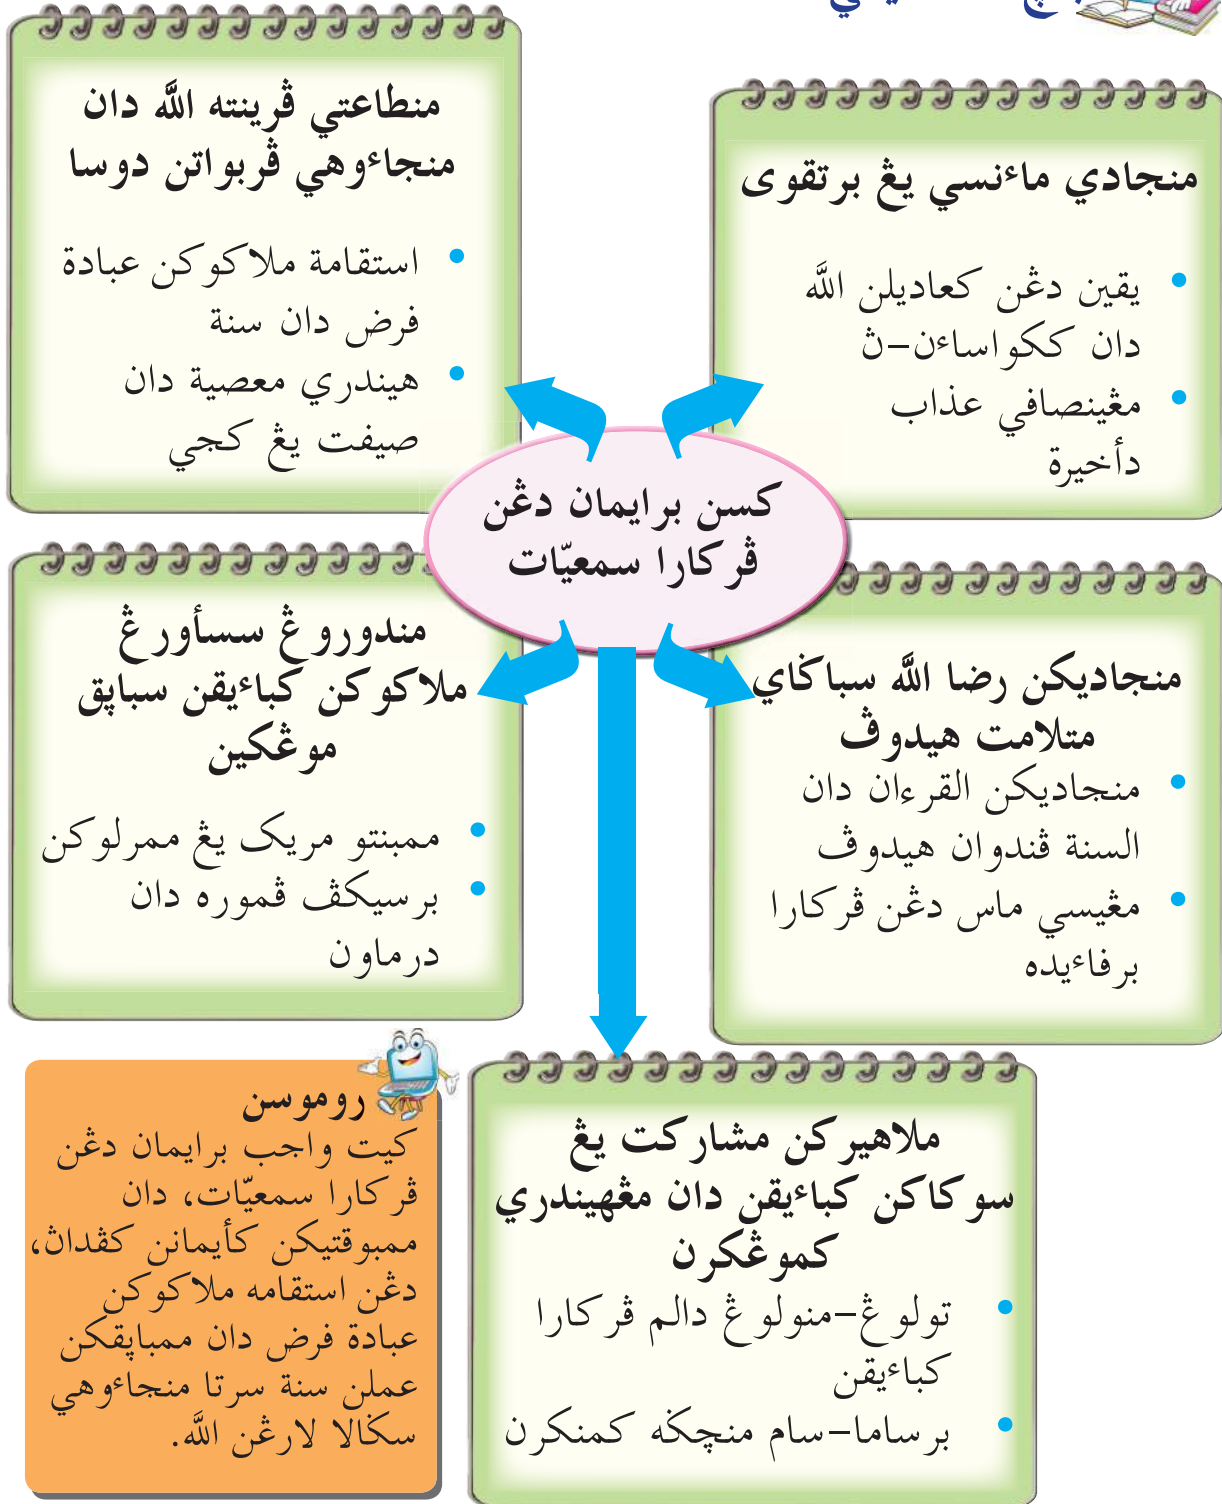 منجادي ماءنسي يڠ برتقوى
يقين دڠن كعاديلن الله
دان ككواساءن-ڽ
مڠينصافي عذاب
دأخيرة
منطاعتي ڤرينته الله دان
منجاءوهي ڤربواتن دوسا
استقامة ملاكوكن عبادة
فرض دان سنة
هيندري معصية دان
صيفت يڠ كجي
كسن برايمان دڠن
ڤركارا سمعيّات
منجاديكن رضا الله سباݢاي
متلامت هيدوڤ
منجاديكن القرءان دان
السنة ڤندوان هيدوڤ
مڠيسي ماس دڠن ڤركارا
برفاءيده
مندوروڠ سسأورڠ
ملاكوكن كباءيقن سباڽق
موڠكين
ممبنتو مريک يڠ ممرلوكن
برسيكڤ ڤموره دان
درماون
ملاهيركن مشاركت يڠ
سوكاكن كباءيقن دان مڠهيندري
كموڠكرن
تولوڠ-منولوڠ دالم ڤركارا
كباءيقن
برساما-سام منچݢه كمنكرن
روموسن
كيت واجب برايمان دڠن
ڤركارا سمعيّات، دان
ممبوقتيكن كأيمانن كڤداڽ،
دڠن استقامه ملاكوكن
عبادة فرض دان ممباڽقكن
عملن سنة سرتا منجاءوهي
سݢالا لارڠن الله.